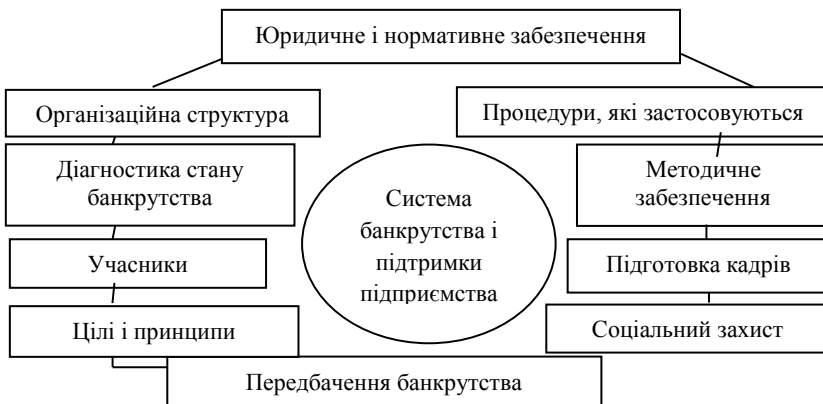 Юридичне і нормативне забезпечення
Організаційна структура
Процедури, які застосовуються
Діагностика стану
банкрутства
Методичне
забезпечення
Система
банкрутства і
підтримки
підприємства
Учасники
Підготовка кадрів
Цілі і принципи
Соціальний захист
Передбачення банкрутства